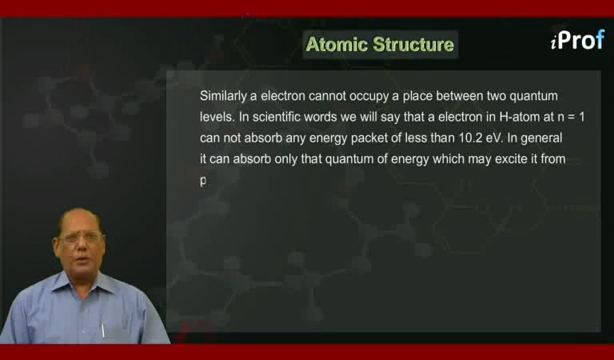 Atomic Structure
iProf
Similarly a electron cannot occupy a place between two quantum
levels. In scientific words we will say that a electron in H-atom at n = 1
can not absorb any energy packet of less than 10.2 eV. In general
it can absorb only that quantum of energy which may excite it from
p